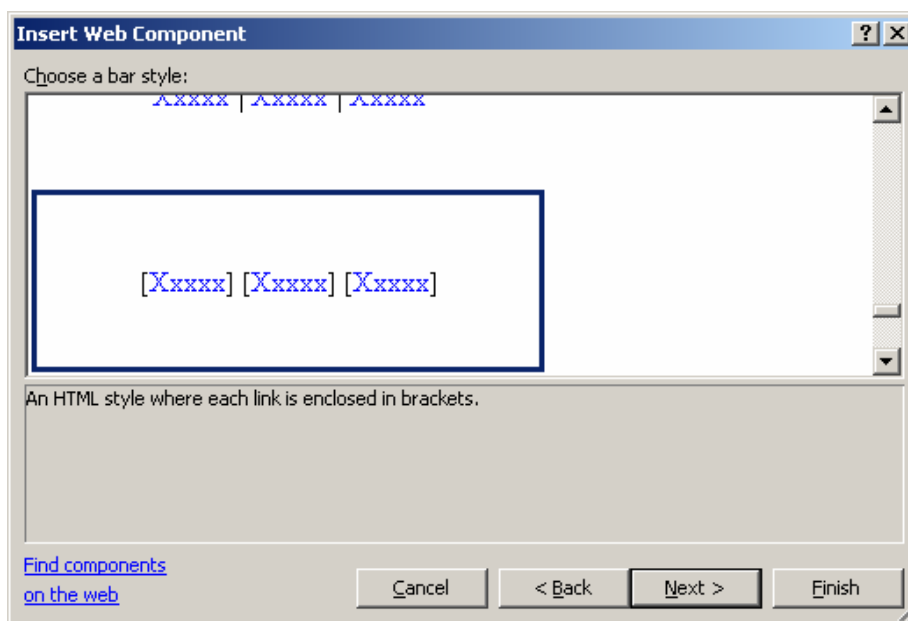 Insert Web Component
Choose a bar style:
Xxxxx | Xxxxx | Xxxxx
[Xxxxx] [Xxxxx] [Xxxxx]
An HTML style where each link is enclosed in brackets.
Find components
on the web
Cancel
< Back
Next >
Finish